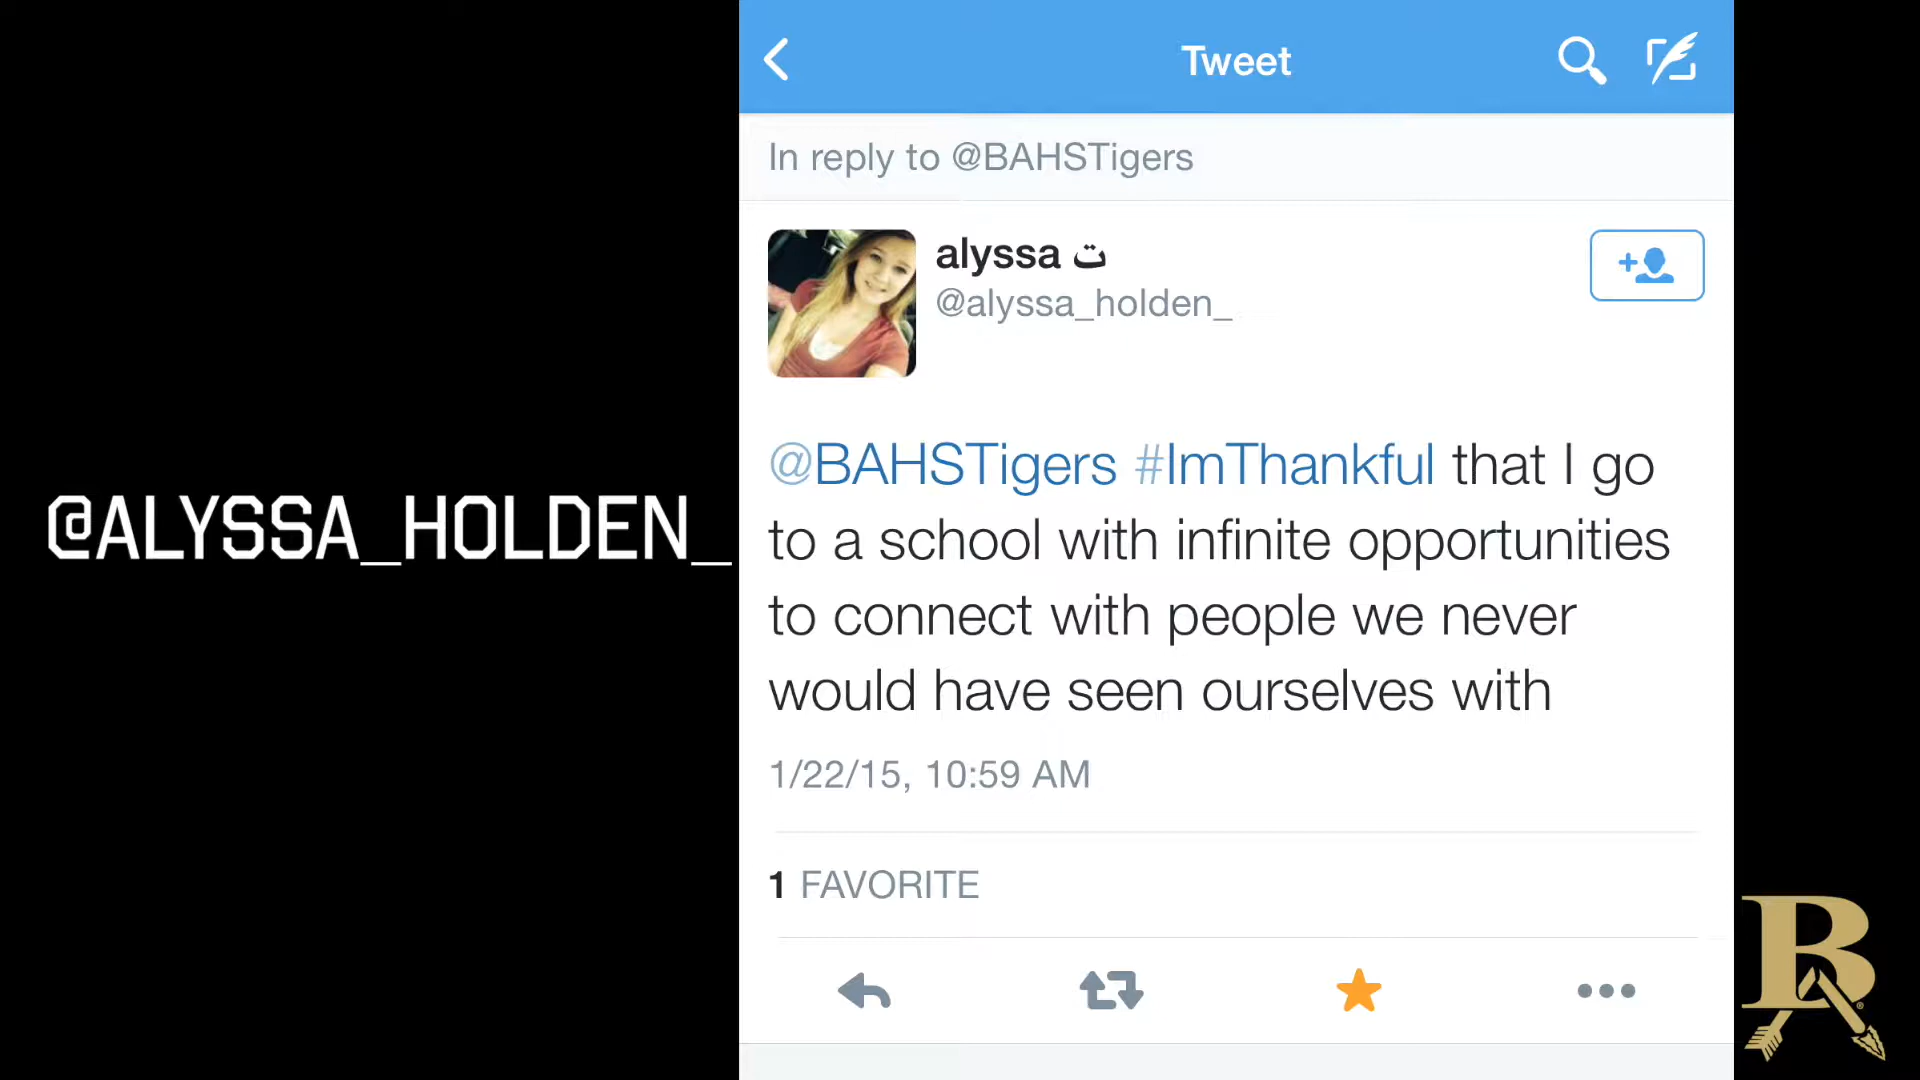 @ALYSSA_HOLDEN_
Tweet
In reply to @BAHSTigers
alyssa ت
@alyssa_holden_
@BAHSTigers #ImThankful that I go
to a school with infinite opportunities
to connect with people we never
would have seen ourselves with
1/22/15, 10:59 AM
1 FAVORITE
BA